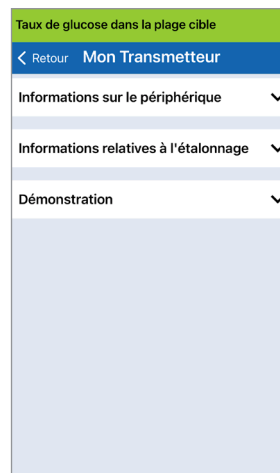 Taux de glucose dans la plage cible
Retour Mon Transmetteur
Informations sur le périphérique
Informations relatives à l'étalonnage
Démonstration